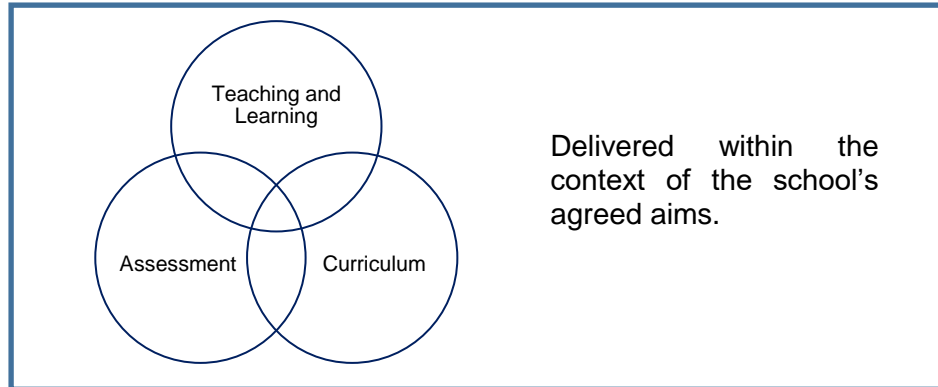 Teaching and
Learning
Assessment
Curriculum
Delivered within the
context of the school's
agreed aims.